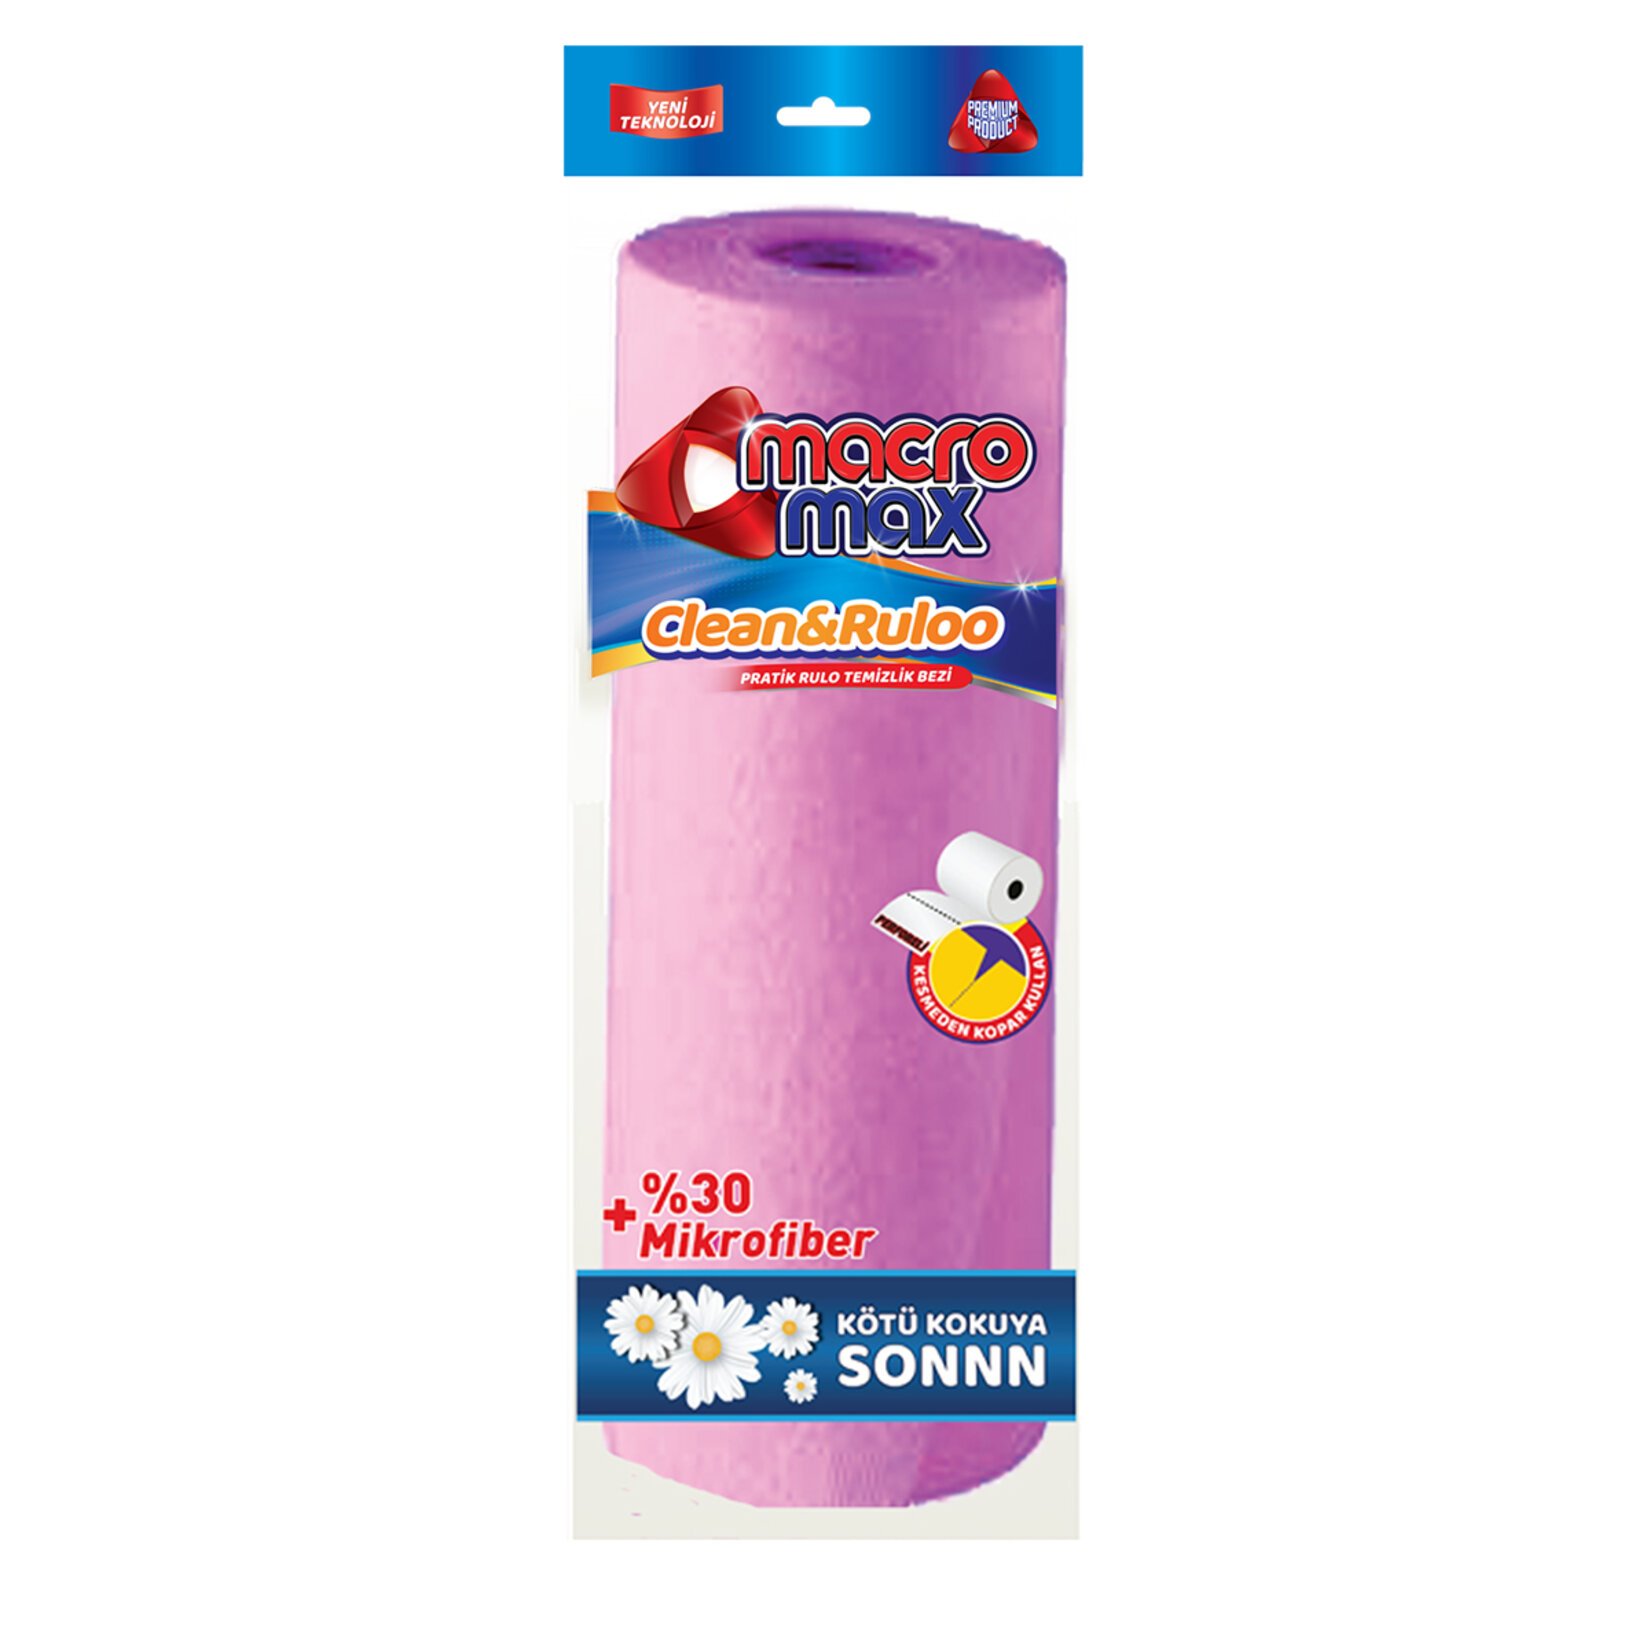 YENİ
TEKNOLOJİ
PREMIUM
PRODUCT
macro
max
Clean&Ruloo
PRATİK RULO TEMİZLİK BEZİ
PERFORELİ
KESMEDEN KOPAR KULLAN
+ %30
Mikrofiber
KÖTÜ KOKUYA
SONNN